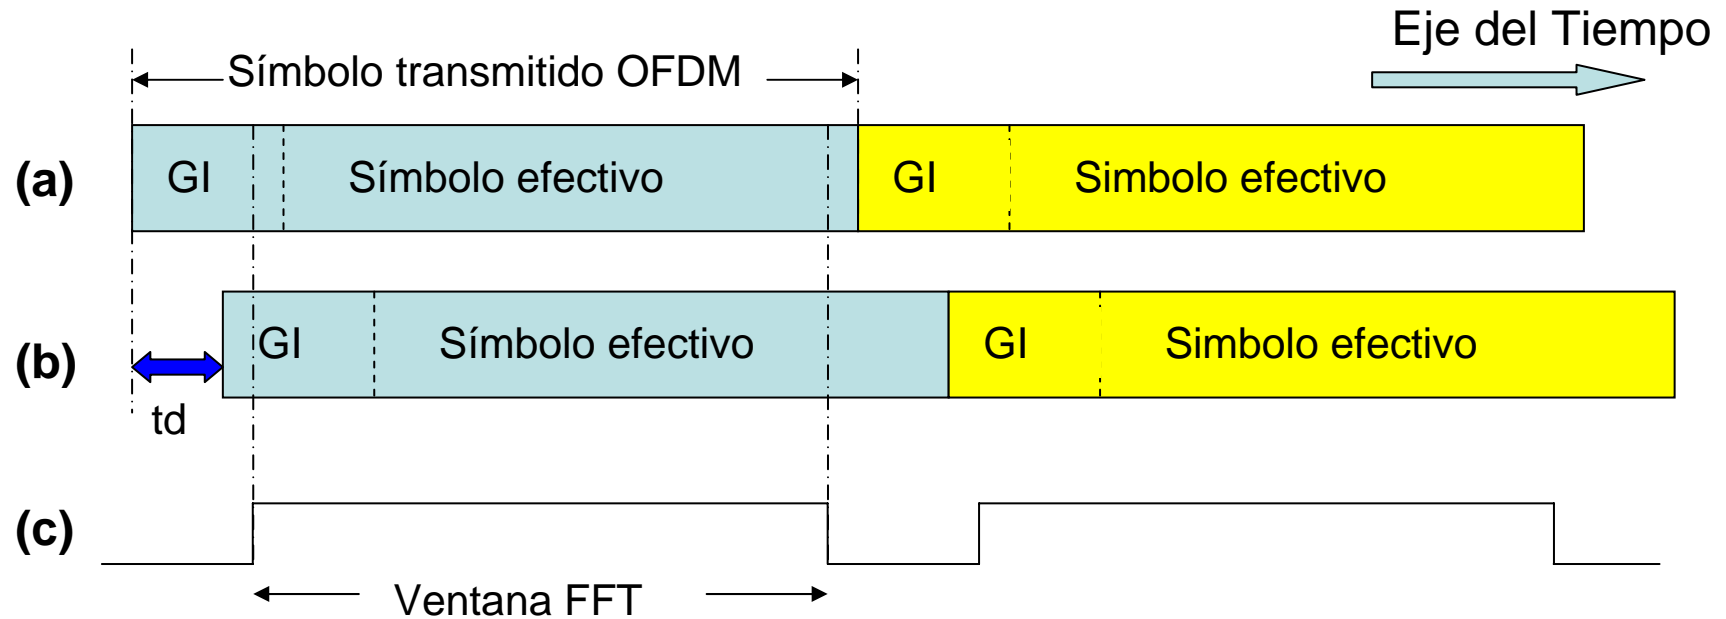 Eje del Tiempo
Símbolo transmitido OFDM
(a)
GI
Símbolo efectivo
GI
Simbolo efectivo
(b)
GI
Símbolo efectivo
GI
Simbolo efectivo
td
(c)
Ventana FFT